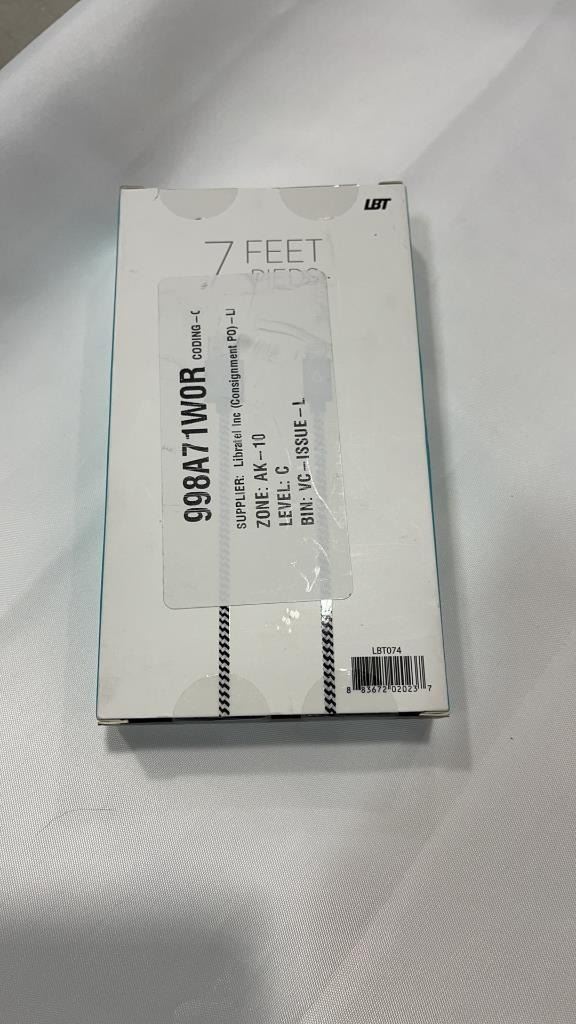 LBT
7 FEET
PIEDS
998A71W0R CODING-C
SUPPLIER: Libratel Inc (Consignment PO) -LI
ZONE: AK-10
LEVEL: C
BIN: VC-ISSUE-L
LBT074
8 83672 02023 7